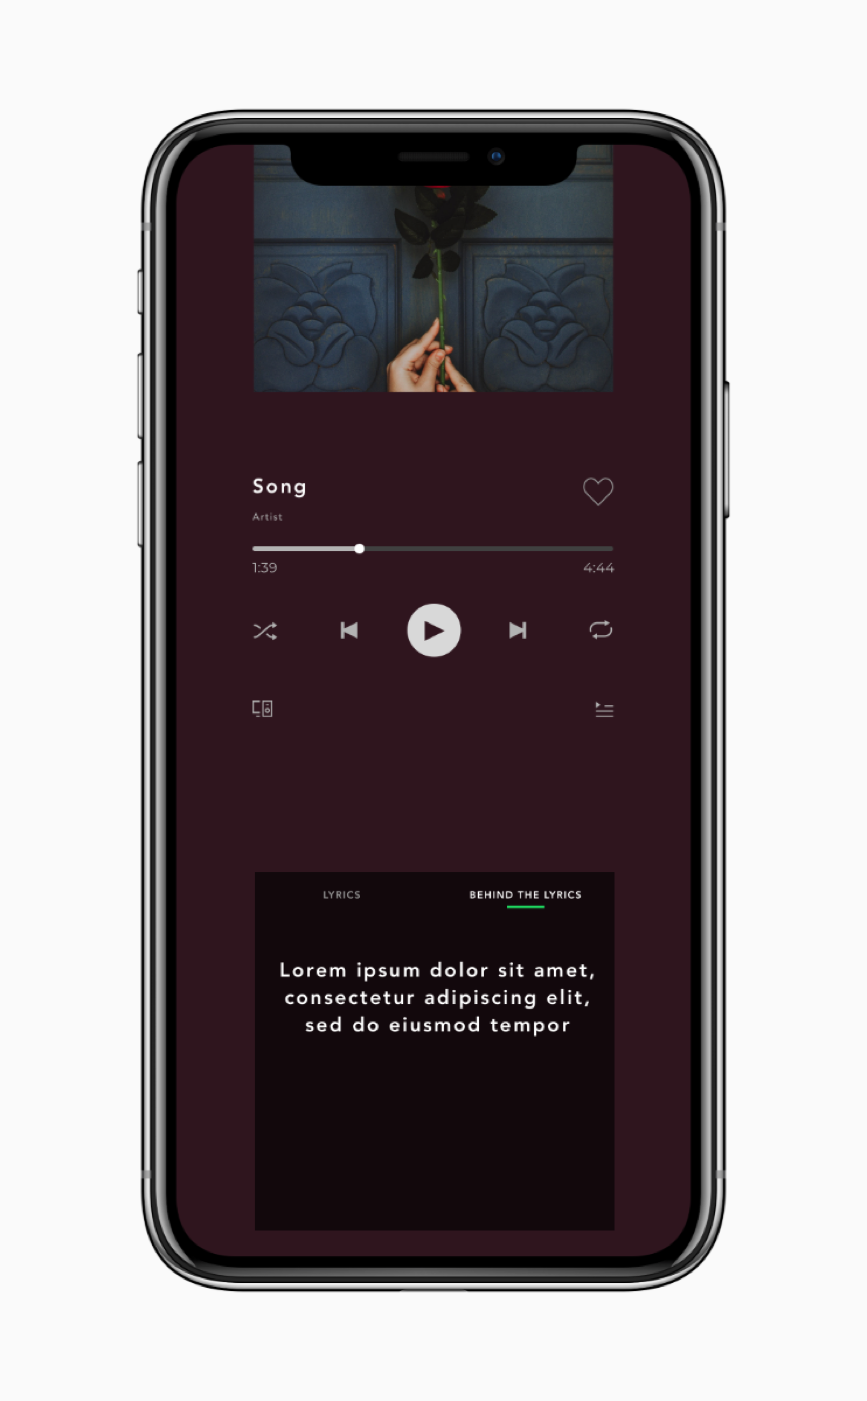 Song
Artist
1:39 4:44
LYRICS BEHIND THE LYRICS
Lorem ipsum dolor sit amet,
consectetur adipiscing elit,
sed do eiusmod tempor